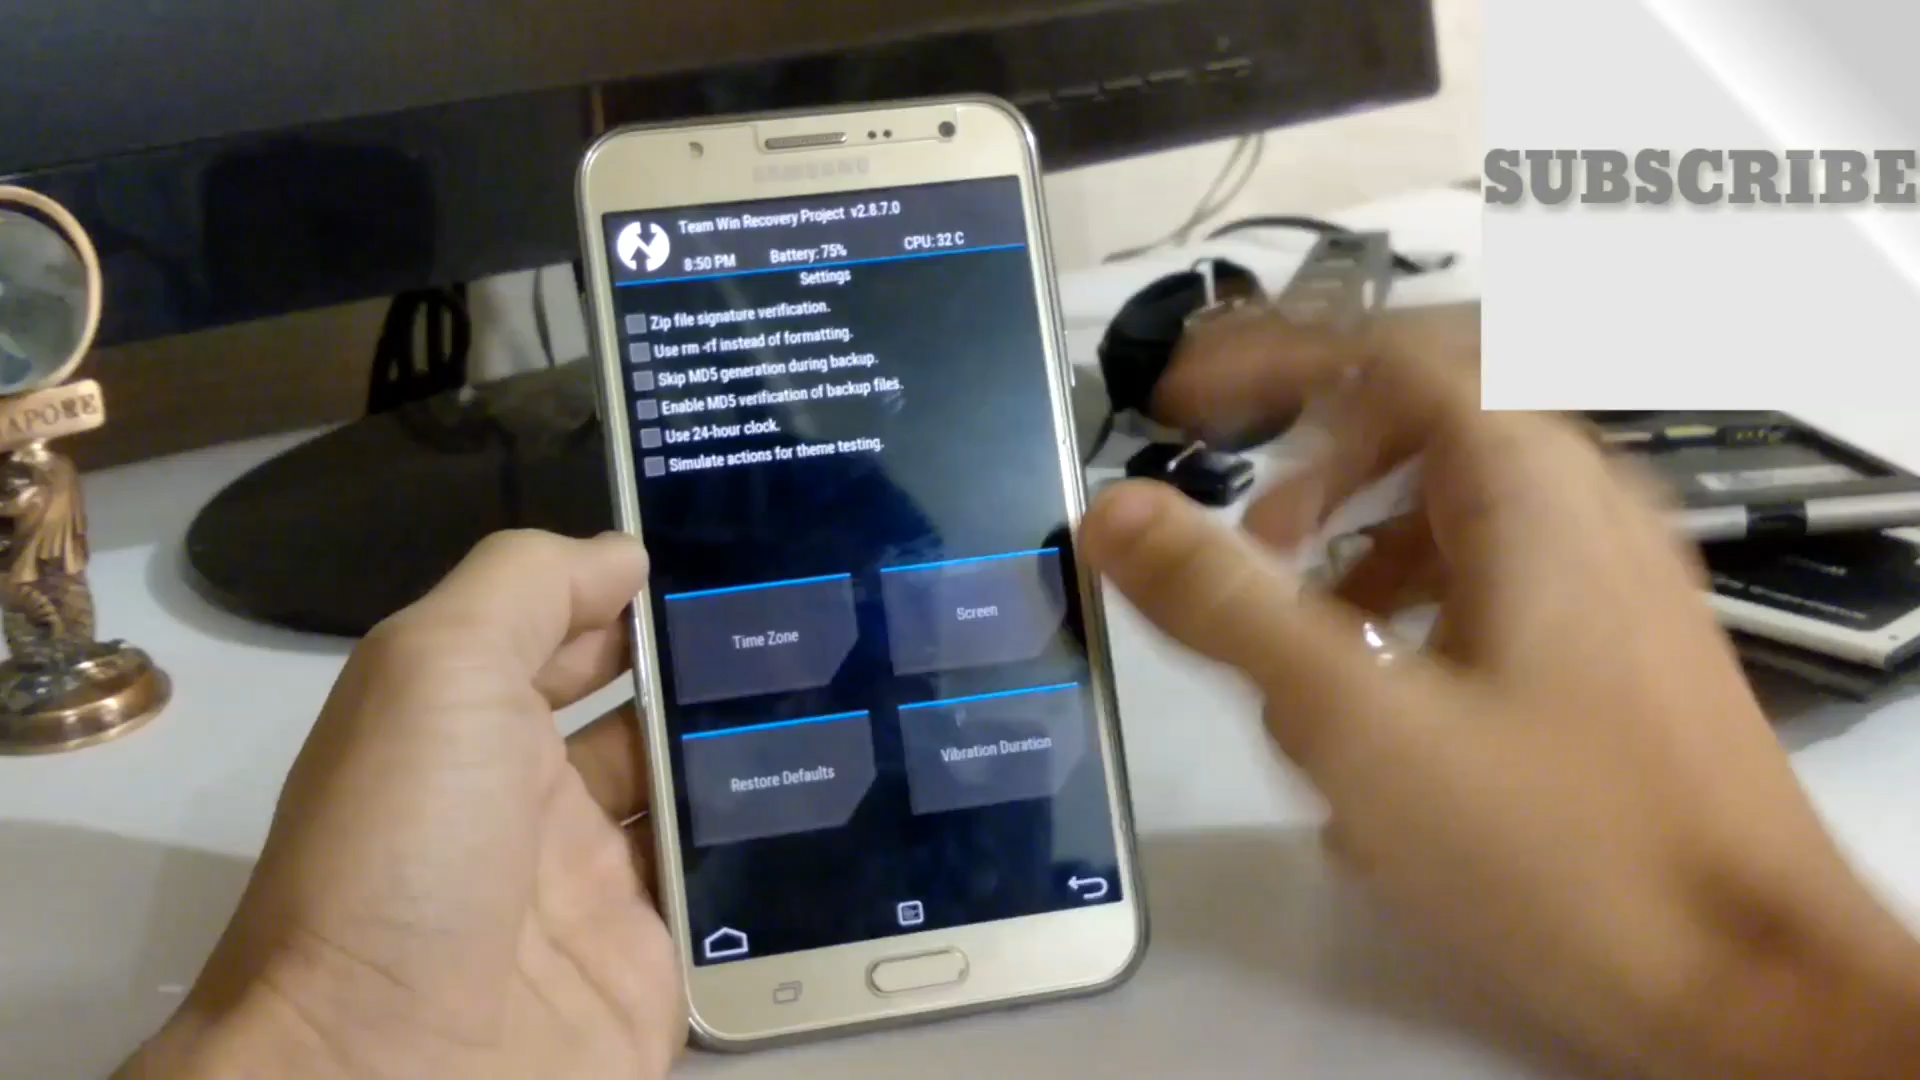 SUBSCRIBE
SAMSUNG
Team Win Recovery Project v2.8.7.0
8:50 PM Battery: 75% CPU: 32 C
Settings
Zip file signature verification.
Use rm -rf instead of formatting.
Skip MD5 generation during backup.
Enable MD5 verification of backup files.
Use 24-hour clock.
Simulate actions for theme testing.
Time Zone
Screen
Restore Defaults
Vibration Duration